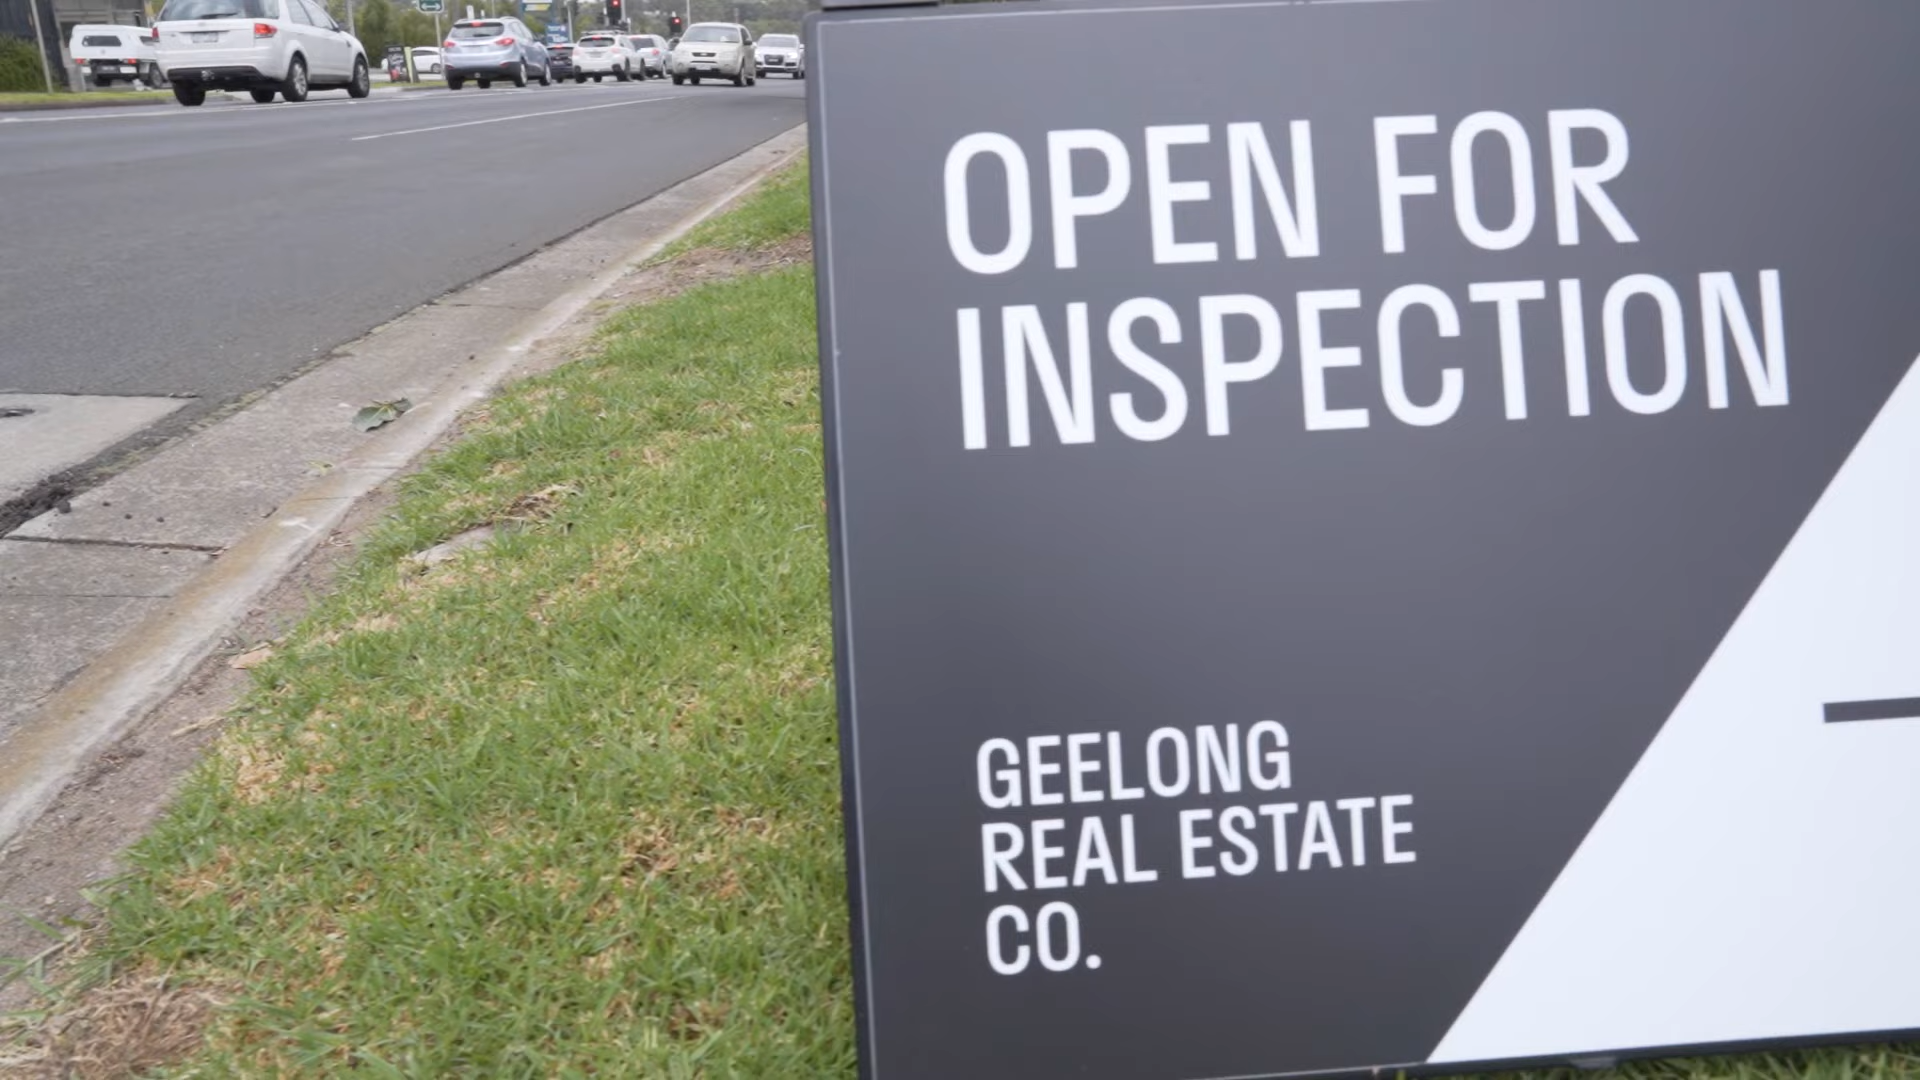 OPEN FOR
INSPECTION
GEELONG
REAL ESTATE
CO.